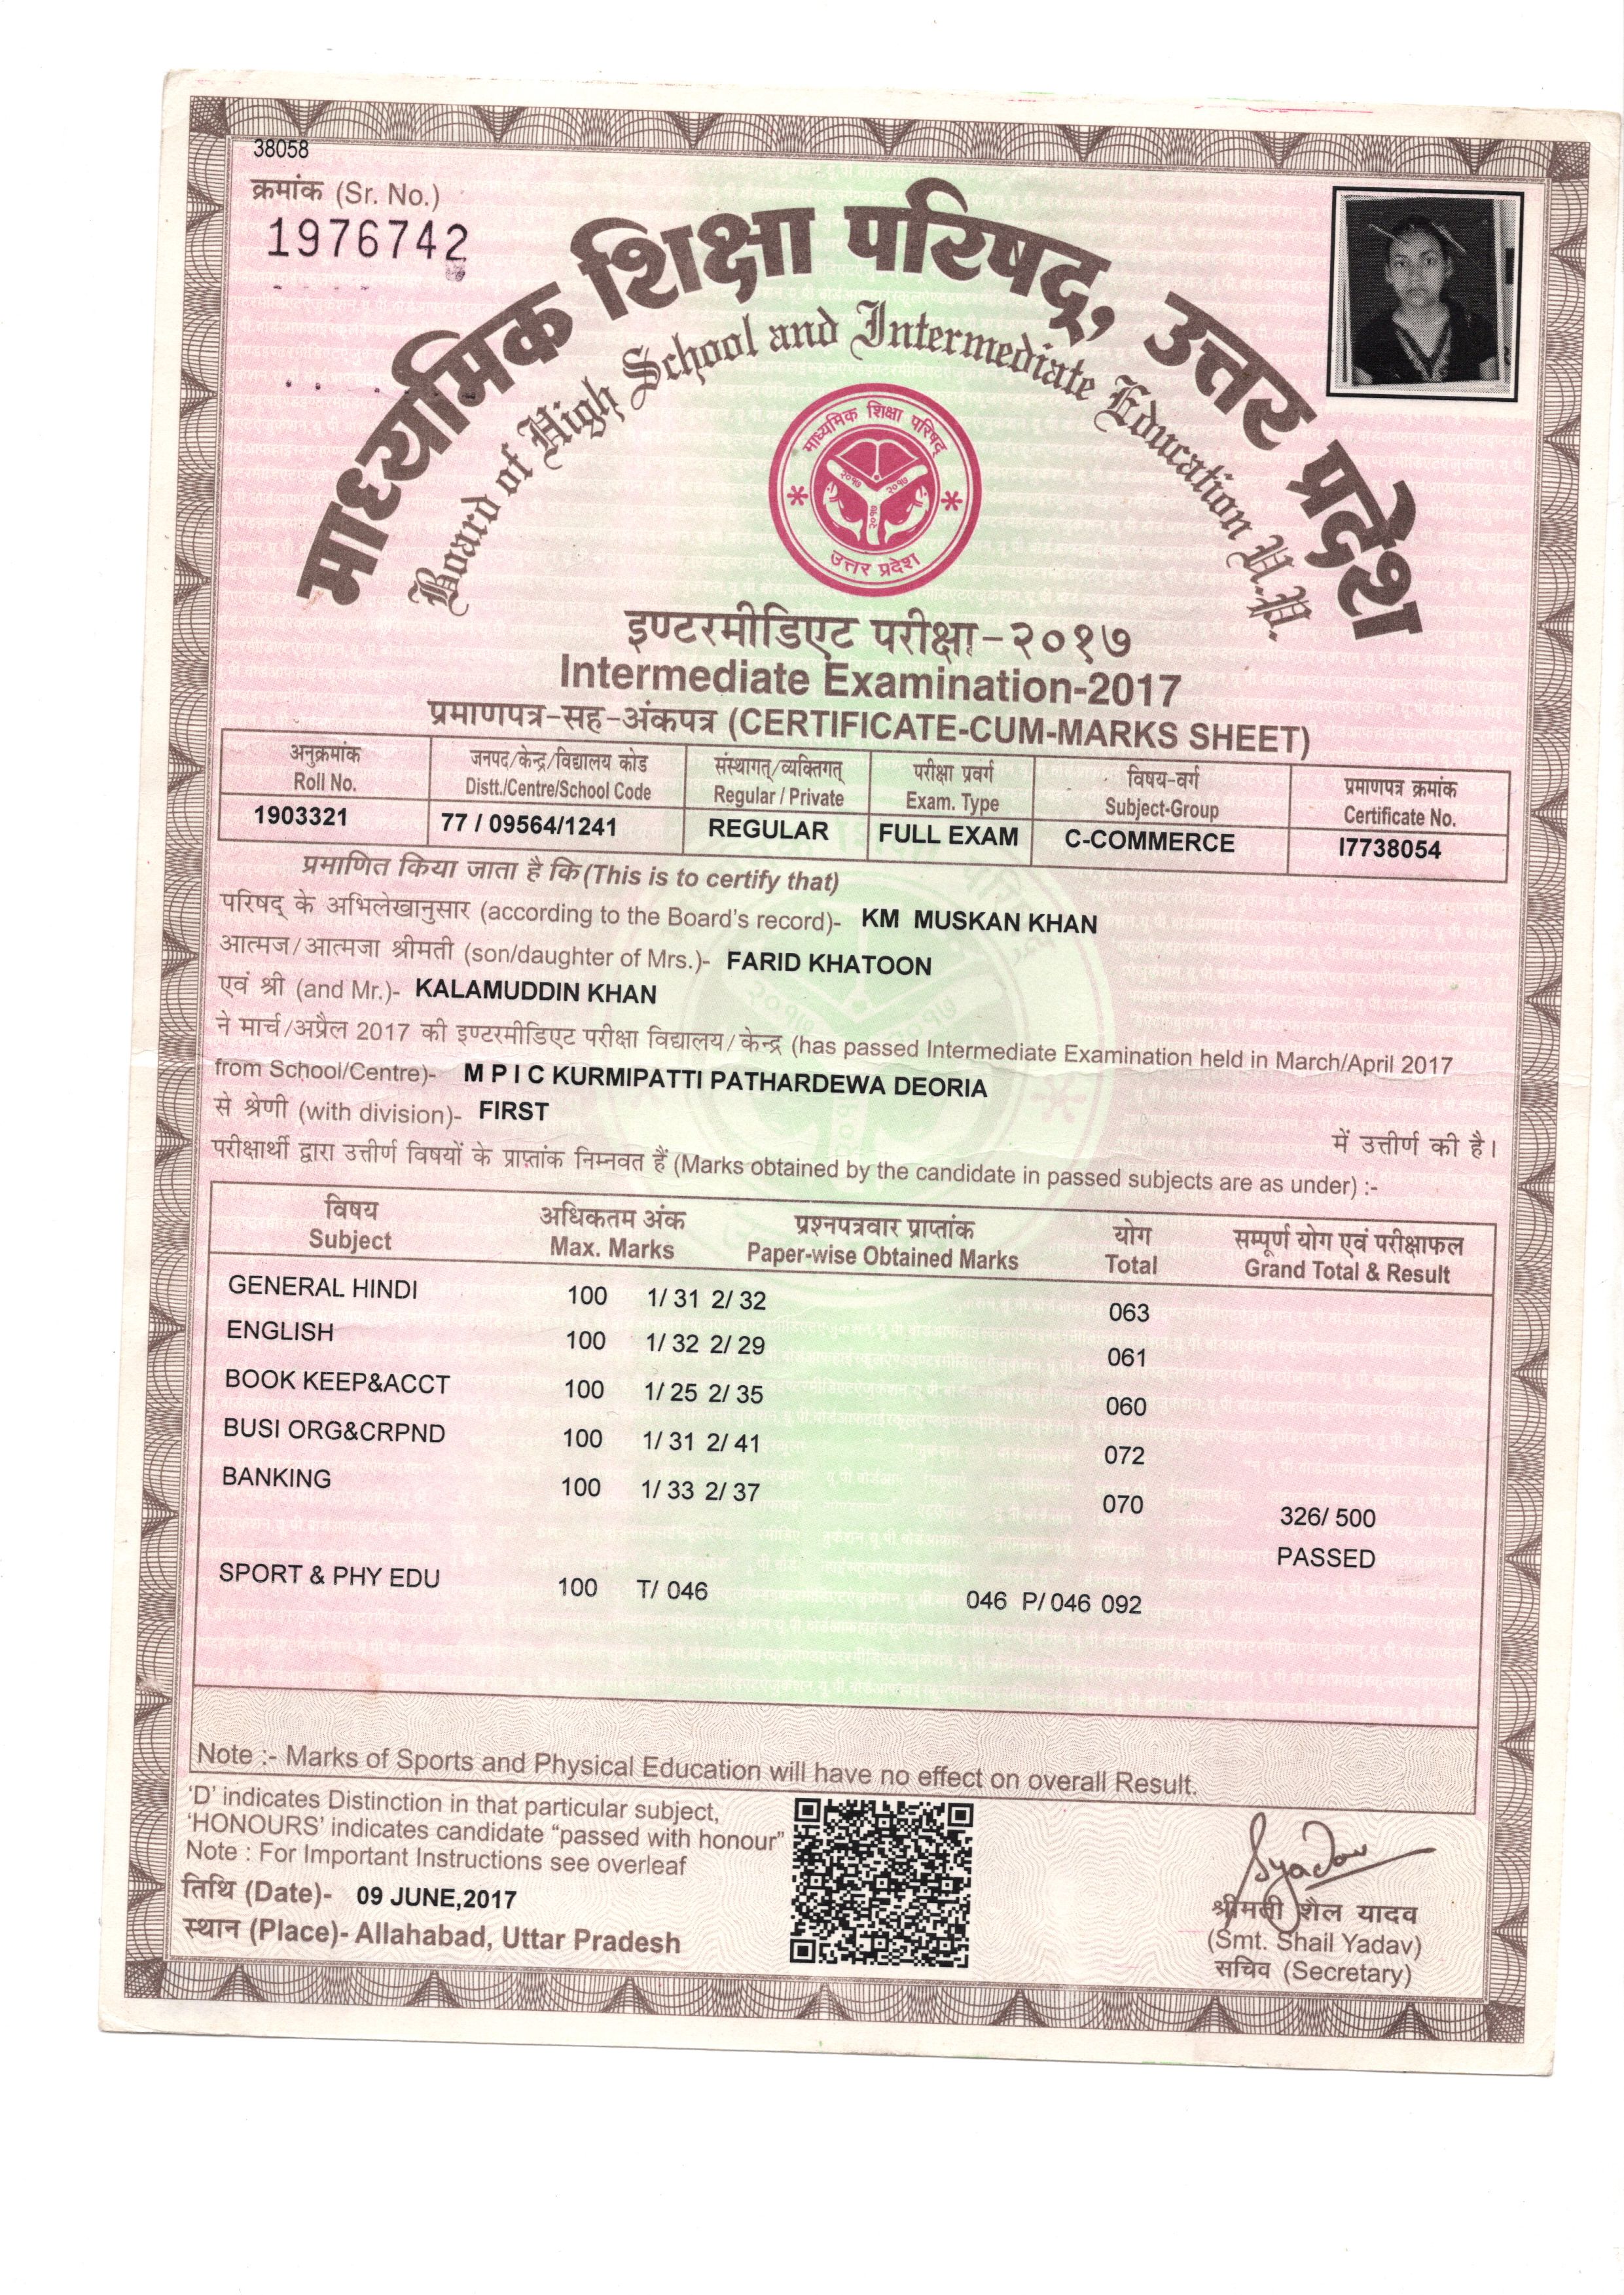 38058
क्रमांक (Sr. No.)
1976742
माध्यमिक शिक्षा परिषद्, उत्तर प्रदेश
Board of High School and Intermediate Education U.P.
माध्यमिक शिक्षा परिषद्
२०१७ २०१७
२०१७
उत्तर प्रदेश
इण्टरमीडिएट परीक्षा-२०१७
Intermediate Examination-2017
प्रमाणपत्र-सह-अंकपत्र (CERTIFICATE-CUM-MARKS SHEET)
अनुक्रमांक जनपद/केन्द्र/विद्यालय कोड संस्थागत्/व्यक्तिगत् परीक्षा प्रवर्ग विषय-वर्ग प्रमाणपत्र क्रमांक
Roll No. Distt./Centre/School Code Regular / Private Exam. Type Subject-Group Certificate No.
1903321 77 / 09564/1241 REGULAR FULL EXAM C-COMMERCE I7738054
प्रमाणित किया जाता है कि (This is to certify that)
परिषद् के अभिलेखानुसार (according to the Board's record)- KM MUSKAN KHAN
आत्मज/आत्मजा श्रीमती (son/daughter of Mrs.)- FARID KHATOON
एवं श्री (and Mr.)- KALAMUDDIN KHAN
ने मार्च/अप्रैल 2017 की इण्टरमीडिएट परीक्षा विद्यालय/केन्द्र (has passed Intermediate Examination held in March/April 2017
from School/Centre)- M P I C KURMIPATTI PATHARDEWA DEORIA
से श्रेणी (with division)- FIRST
में उत्तीर्ण की है।
परीक्षार्थी द्वारा उत्तीर्ण विषयों के प्राप्तांक निम्नवत हैं (Marks obtained by the candidate in passed subjects are as under) :-
विषय अधिकतम अंक प्रश्नपत्रवार प्राप्तांक योग सम्पूर्ण योग एवं परीक्षाफल
Subject Max. Marks Paper-wise Obtained Marks Total Grand Total & Result
GENERAL HINDI 100 1/ 31 2/ 32 063
ENGLISH 100 1/ 32 2/ 29 061
BOOK KEEP&ACCT 100 1/ 25 2/ 35 060
BUSI ORG&CRPND 100 1/ 31 2/ 41 072
BANKING 100 1/ 33 2/ 37 070 326/ 500
PASSED
SPORT & PHY EDU 100 T/ 046 046 P/ 046 092
Note :- Marks of Sports and Physical Education will have no effect on overall Result.
'D' indicates Distinction in that particular subject,
'HONOURS' indicates candidate "passed with honour"
Note : For Important Instructions see overleaf
तिथि (Date)- 09 JUNE,2017
स्थान (Place)- Allahabad, Uttar Pradesh
Syadav
श्रीमती शैल यादव
(Smt. Shail Yadav)
सचिव (Secretary)